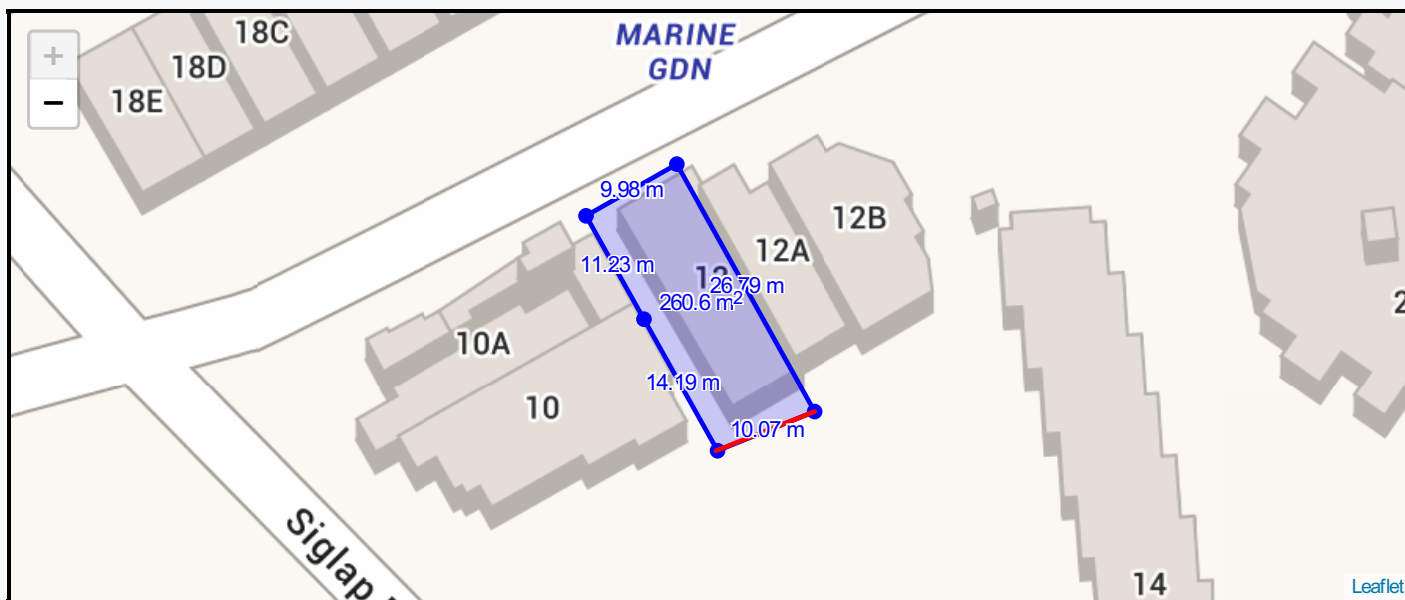 18C
MARINE
GDN
18D
18E
9.98 m
12B
12A
11.23 m
12
26.79 m
260.6 m²
2
10A
14.19 m
10
10.07 m
Siglap
14
+
−
Leaflet